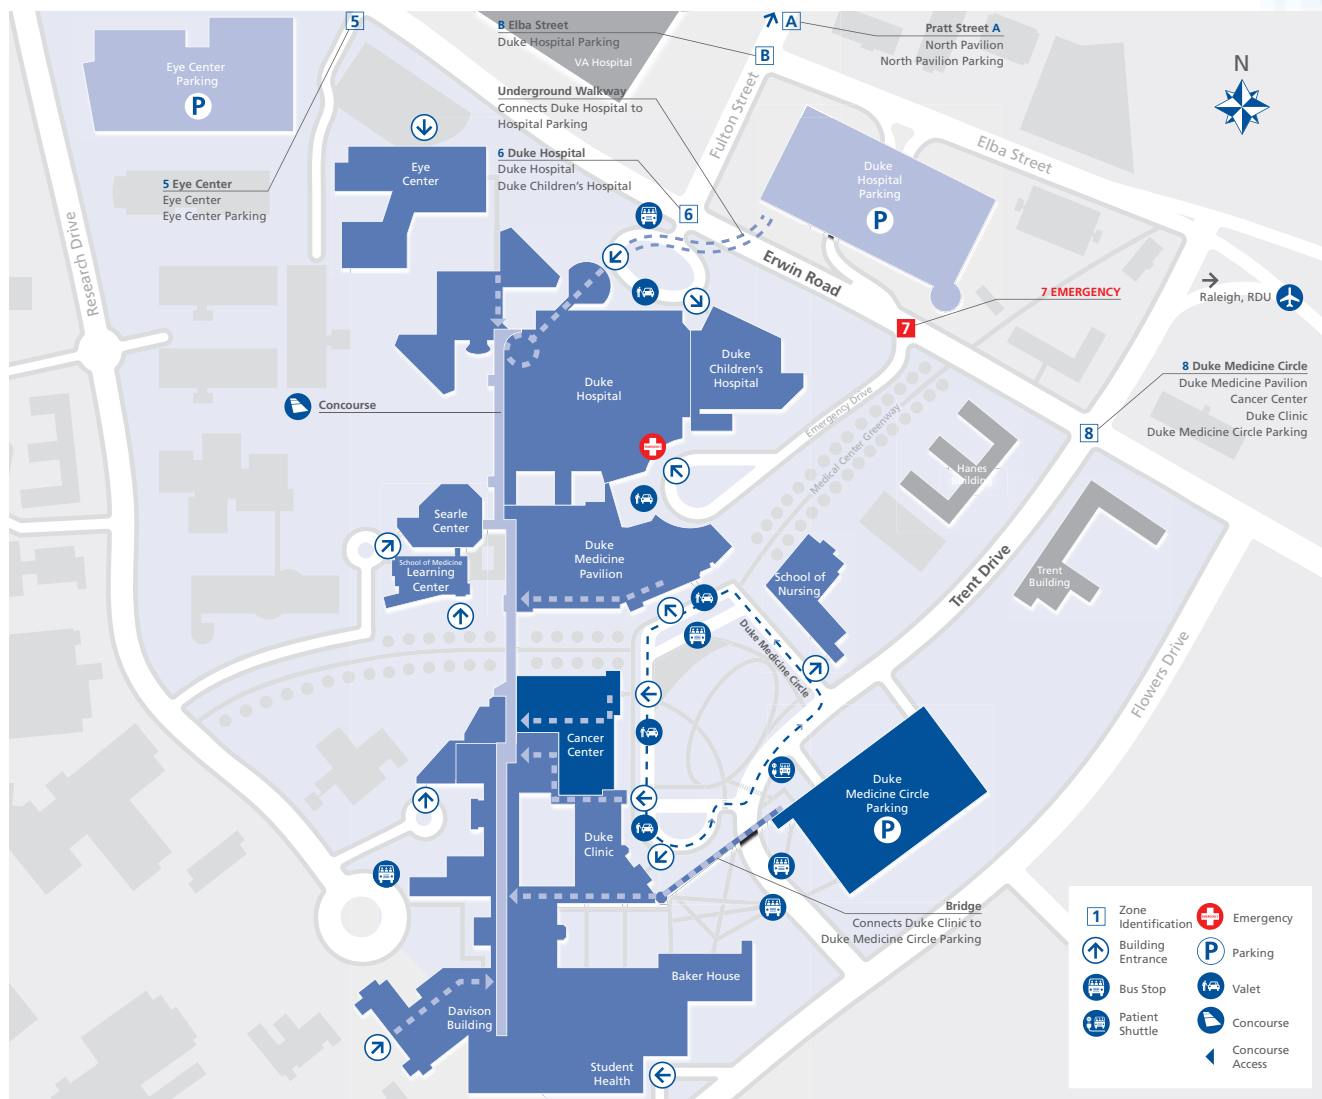 5
B Elba Street
Duke Hospital Parking
VA Hospital
A
B
Pratt Street A
North Pavilion
North Pavilion Parking
N
Eye Center
Parking
P
Underground Walkway
Connects Duke Hospital to
Hospital Parking
Fulton Street
Elba Street
Eye
Center
6 Duke Hospital
Duke Hospital
Duke Children's Hospital
Duke
Hospital
Parking
P
5 Eye Center
Eye Center
Eye Center Parking
6
Research Drive
Erwin Road
7 EMERGENCY
Raleigh, RDU
7
Duke
Hospital
Duke
Children's
Hospital
8 Duke Medicine Circle
Duke Medicine Pavilion
Cancer Center
Duke Clinic
Duke Medicine Circle Parking
Concourse
Emergency Drive
Medical Center Greenway
8
Hanes
Building
Searle
Center
School of Medicine
Learning
Center
Duke
Medicine
Pavilion
School of
Nursing
Trent Drive
Trent
Building
Duke Medicine Circle
Flowers Drive
Cancer
Center
Duke
Medicine Circle
Parking
P
Duke
Clinic
Bridge
Connects Duke Clinic to
Duke Medicine Circle Parking
Baker House
Davison
Building
Student
Health
1
Zone
Identification
Emergency
Building
Entrance
P
Parking
Bus Stop
Valet
Patient
Shuttle
Concourse
Concourse
Access